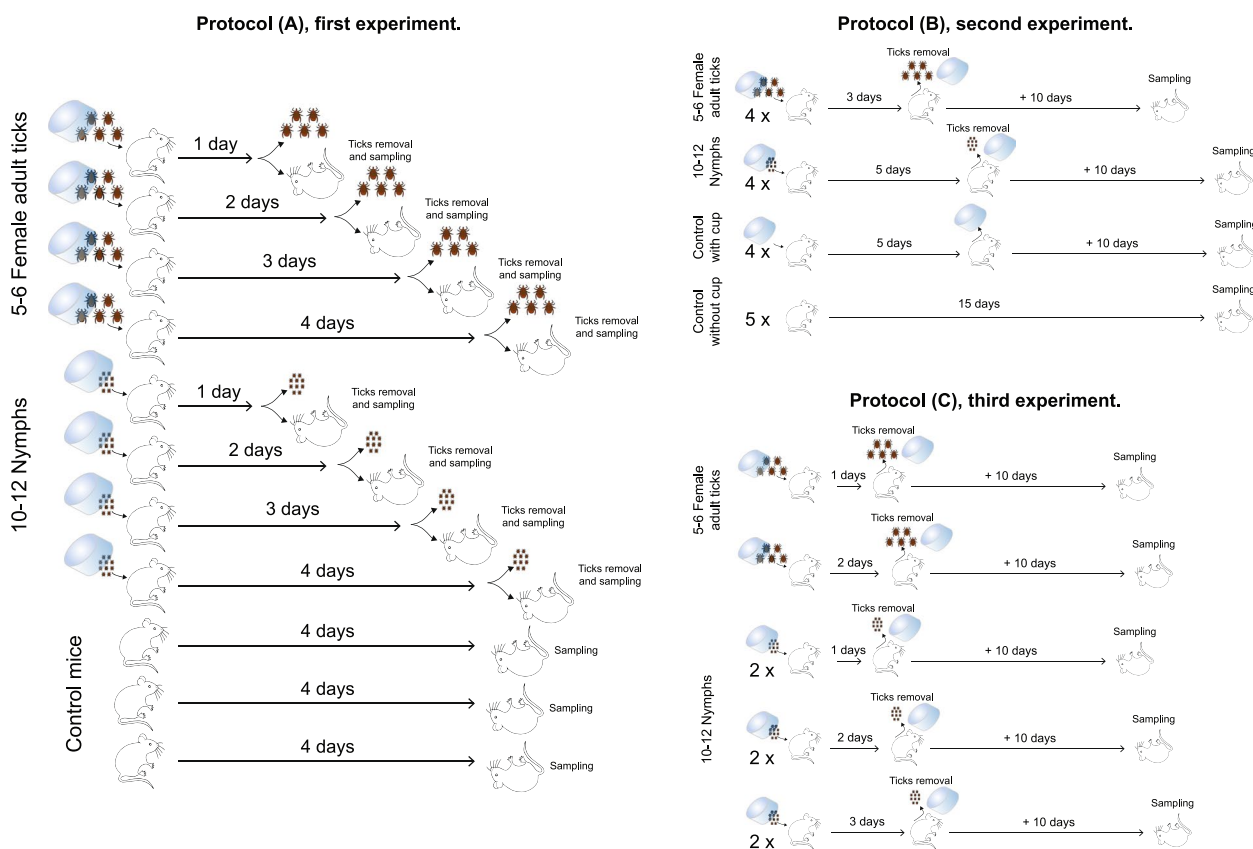 Protocol (A), first experiment.
5-6 Female adult ticks
1 day
Ticks removal
and sampling
2 days
Ticks removal
and sampling
3 days
Ticks removal
and sampling
4 days
Ticks removal
and sampling
10-12 Nymphs
1 day
Ticks removal
and sampling
2 days
Ticks removal
and sampling
3 days
Ticks removal
and sampling
4 days
Ticks removal
and sampling
Control mice
4 days
Sampling
4 days
Sampling
4 days
Sampling
Protocol (B), second experiment.
5-6 Female
adult ticks
4 x
3 days
Ticks removal
+ 10 days
Sampling
10-12
Nymphs
4 x
5 days
Ticks removal
+ 10 days
Sampling
Control
with cup
4 x
5 days
+ 10 days
Sampling
Control
without cup
5 x
15 days
Sampling
Protocol (C), third experiment.
5-6 Female
adult ticks
1 days
Ticks removal
+ 10 days
Sampling
2 days
Ticks removal
+ 10 days
Sampling
10-12 Nymphs
2 x
1 days
Ticks removal
+ 10 days
Sampling
2 x
2 days
Ticks removal
+ 10 days
Sampling
2 x
3 days
Ticks removal
+ 10 days
Sampling